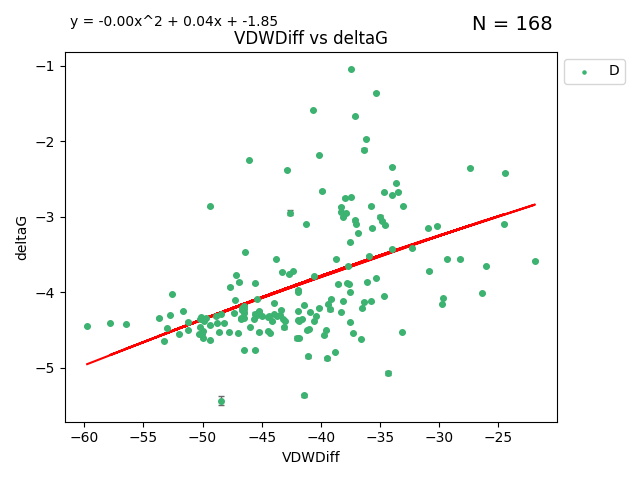 y = -0.00x^2 + 0.04x + -1.85
N = 168
VDWDiff vs deltaG
D
−1
−2
−3
−4
−5
deltaG
−60 −55 −50 −45 −40 −35 −30 −25
VDWDiff